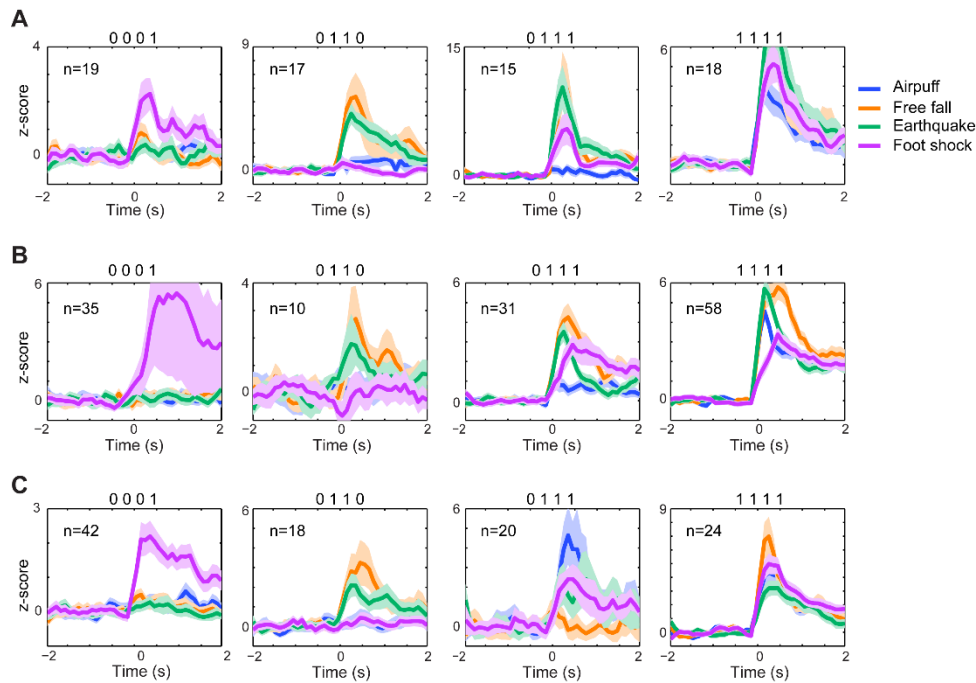 A
0 0 0 1
0 1 1 0
0 1 1 1
1 1 1 1
4
9
15
6
n=19
n=17
n=15
n=18
Airpuff
Free fall
Earthquake
Foot shock
z-score
0
0
0
0
−2 0 2
−2 0 2
−2 0 2
−2 0 2
Time (s)
Time (s)
Time (s)
Time (s)
B
0 0 0 1
0 1 1 0
0 1 1 1
1 1 1 1
6
4
6
6
n=35
n=10
n=31
n=58
z-score
0
0
0
0
−2 0 2
−2 0 2
−2 0 2
−2 0 2
Time (s)
Time (s)
Time (s)
Time (s)
C
0 0 0 1
0 1 1 0
0 1 1 1
1 1 1 1
3
6
6
9
n=42
n=18
n=20
n=24
z-score
0
0
0
0
−2 0 2
−2 0 2
−2 0 2
−2 0 2
Time (s)
Time (s)
Time (s)
Time (s)